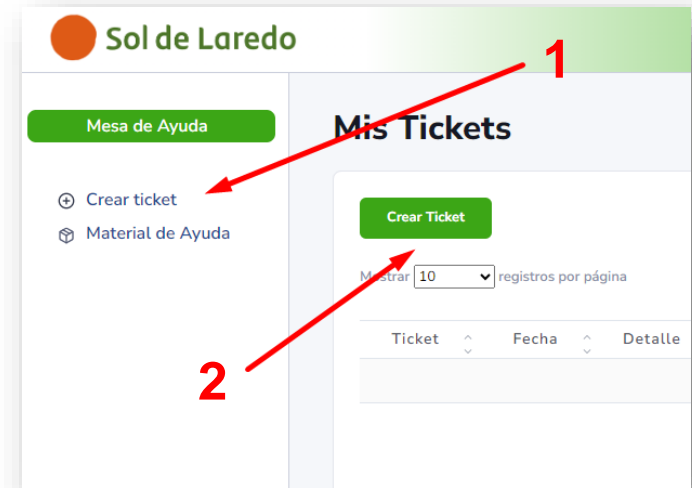 Sol de Laredo
1
Mesa de Ayuda
Mis Tickets
Crear ticket
Material de Ayuda
Crear Ticket
Mostrar 10 registros por página
Ticket Fecha Detalle
2